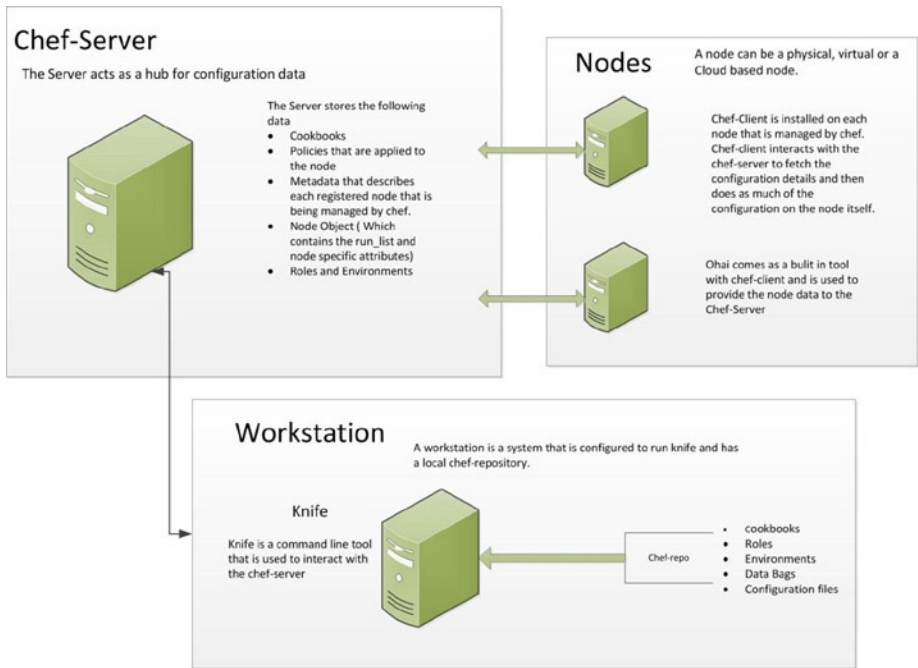 Chef-Server
The Server acts as a hub for configuration data
The Server stores the following
data
• Cookbooks
• Policies that are applied to
the node
• Metadata that describes
each registered node that is
being managed by chef.
• Node Object ( Which
contains the run_list and
node specific attributes)
• Roles and Environments
Nodes
A node can be a physical, virtual or a
Cloud based node.
Chef-Client is installed on each
node that is managed by chef.
Chef-client interacts with the
chef-server to fetch the
configuration details and then
does as much of the
configuration on the node itself.
Ohai comes as a bulit in tool
with chef-client and is used to
provide the node data to the
Chef-Server
Workstation
A workstation is a system that is configured to run knife and has
a local chef-repository.
Knife
Knife is a command line tool
that is used to interact with
the chef-server
Chef-repo
• cookbooks
• Roles
• Environments
• Data Bags
• Configuration files